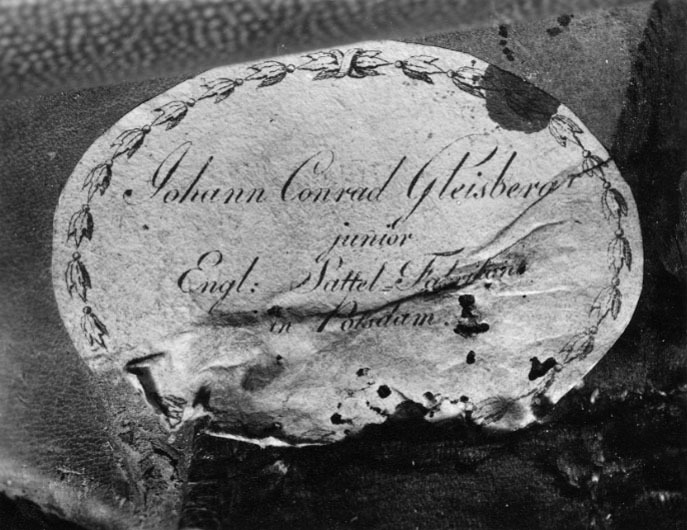 Johann Conrad Gleisberg
junior
Engl: Sattel-Fabrikant
in Potsdam.